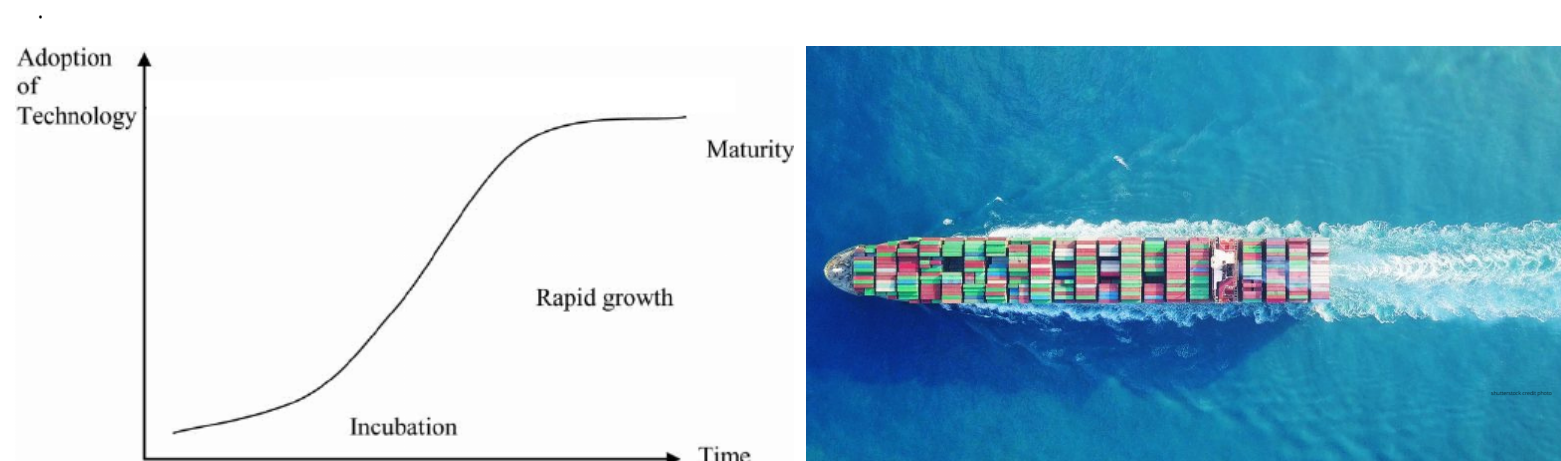 Adoption
of
Technology
Maturity
Rapid growth
Incubation
Time